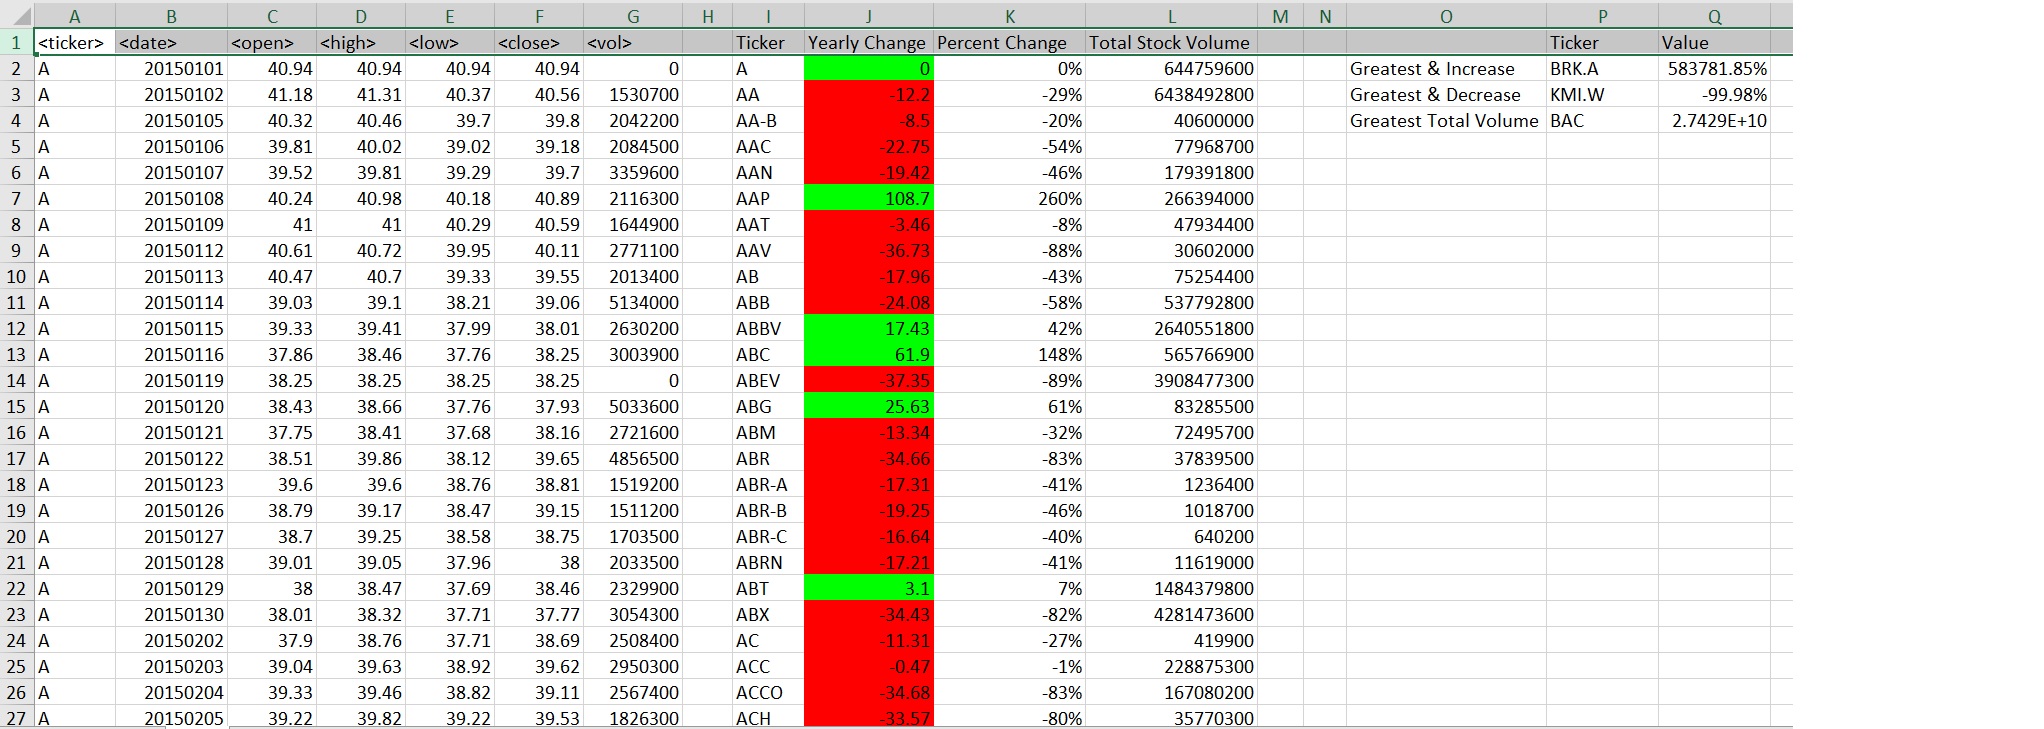 A B C D E F G H I J K L M N O P Q
1 <ticker> <date> <open> <high> <low> <close> <vol> Ticker Yearly Change Percent Change Total Stock Volume Ticker Value
2 A 20150101 40.94 40.94 40.94 40.94 0 A 0 0% 644759600 Greatest & Increase BRK.A 583781.85%
3 A 20150102 41.18 41.31 40.37 40.56 1530700 AA -12.2 -29% 6438492800 Greatest & Decrease KMI.W -99.98%
4 A 20150105 40.32 40.46 39.7 39.8 2042200 AA-B -8.5 -20% 40600000 Greatest Total Volume BAC 2.7429E+10
5 A 20150106 39.81 40.02 39.02 39.18 2084500 AAC -22.75 -54% 77968700
6 A 20150107 39.52 39.81 39.29 39.7 3359600 AAN -19.42 -46% 179391800
7 A 20150108 40.24 40.98 40.18 40.89 2116300 AAP 108.7 260% 266394000
8 A 20150109 41 41 40.29 40.59 1644900 AAT -3.46 -8% 47934400
9 A 20150112 40.61 40.72 39.95 40.11 2771100 AAV -36.73 -88% 30602000
10 A 20150113 40.47 40.7 39.33 39.55 2013400 AB -17.96 -43% 75254400
11 A 20150114 39.03 39.1 38.21 39.06 5134000 ABB -24.08 -58% 537792800
12 A 20150115 39.33 39.41 37.99 38.01 2630200 ABBV 17.43 42% 2640551800
13 A 20150116 37.86 38.46 37.76 38.25 3003900 ABC 61.9 148% 565766900
14 A 20150119 38.25 38.25 38.25 38.25 0 ABEV -37.35 -89% 3908477300
15 A 20150120 38.43 38.66 37.76 37.93 5033600 ABG 25.63 61% 83285500
16 A 20150121 37.75 38.41 37.68 38.16 2721600 ABM -13.34 -32% 72495700
17 A 20150122 38.51 39.86 38.12 39.65 4856500 ABR -34.66 -83% 37839500
18 A 20150123 39.6 39.6 38.76 38.81 1519200 ABR-A -17.31 -41% 1236400
19 A 20150126 38.79 39.17 38.47 39.15 1511200 ABR-B -19.25 -46% 1018700
20 A 20150127 38.7 39.25 38.58 38.75 1703500 ABR-C -16.64 -40% 640200
21 A 20150128 39.01 39.05 37.96 38 2033500 ABRN -17.21 -41% 11619000
22 A 20150129 38 38.47 37.69 38.46 2329900 ABT 3.1 7% 1484379800
23 A 20150130 38.01 38.32 37.71 37.77 3054300 ABX -34.43 -82% 4281473600
24 A 20150202 37.9 38.76 37.71 38.69 2508400 AC -11.31 -27% 419900
25 A 20150203 39.04 39.63 38.92 39.62 2950300 ACC -0.47 -1% 228875300
26 A 20150204 39.33 39.46 38.82 39.11 2567400 ACCO -34.68 -83% 167080200
27 A 20150205 39.22 39.82 39.22 39.53 1826300 ACH -33.57 -80% 35770300